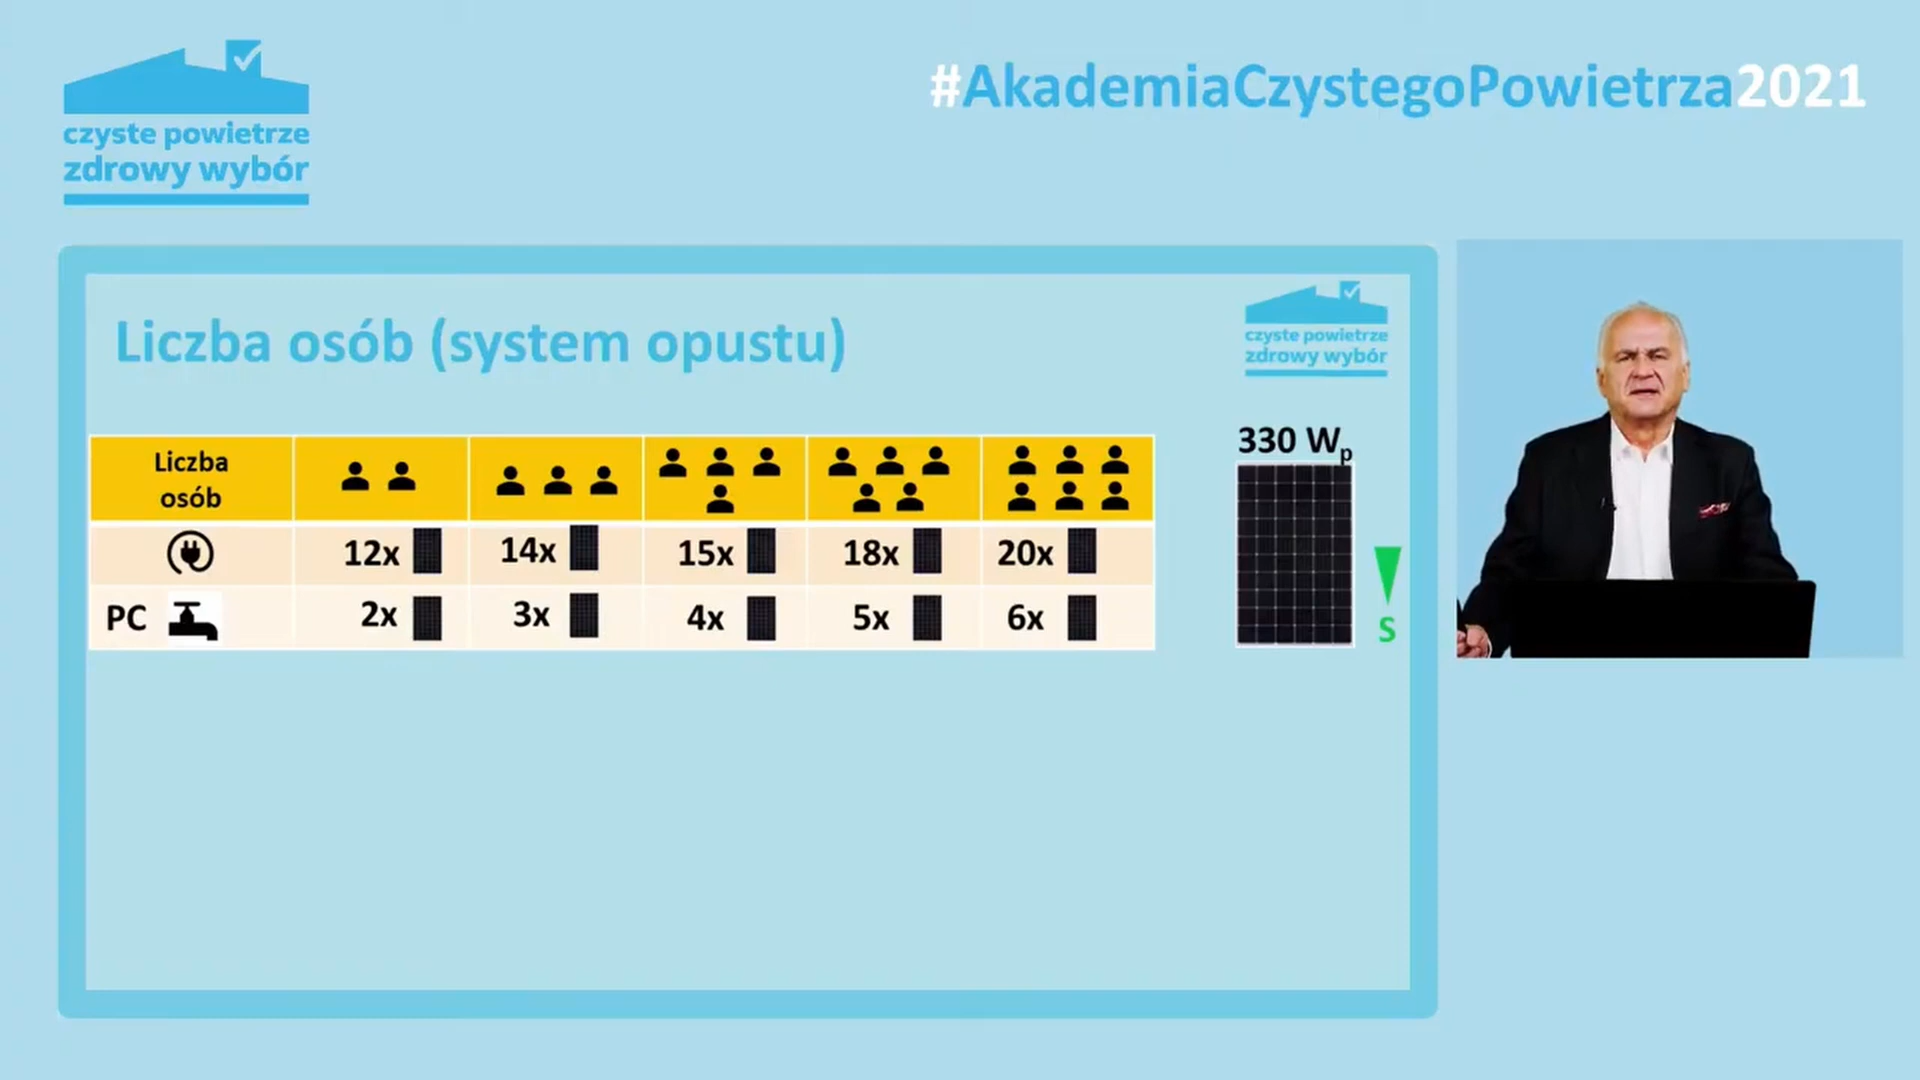 czyste powietrze
zdrowy wybór
#AkademiaCzystegoPowietrza2021
Liczba osób (system opustu)
czyste powietrze
zdrowy wybór
330 Wp
Liczba
osób
12x 14x 15x 18x 20x
PC 2x 3x 4x 5x 6x
S